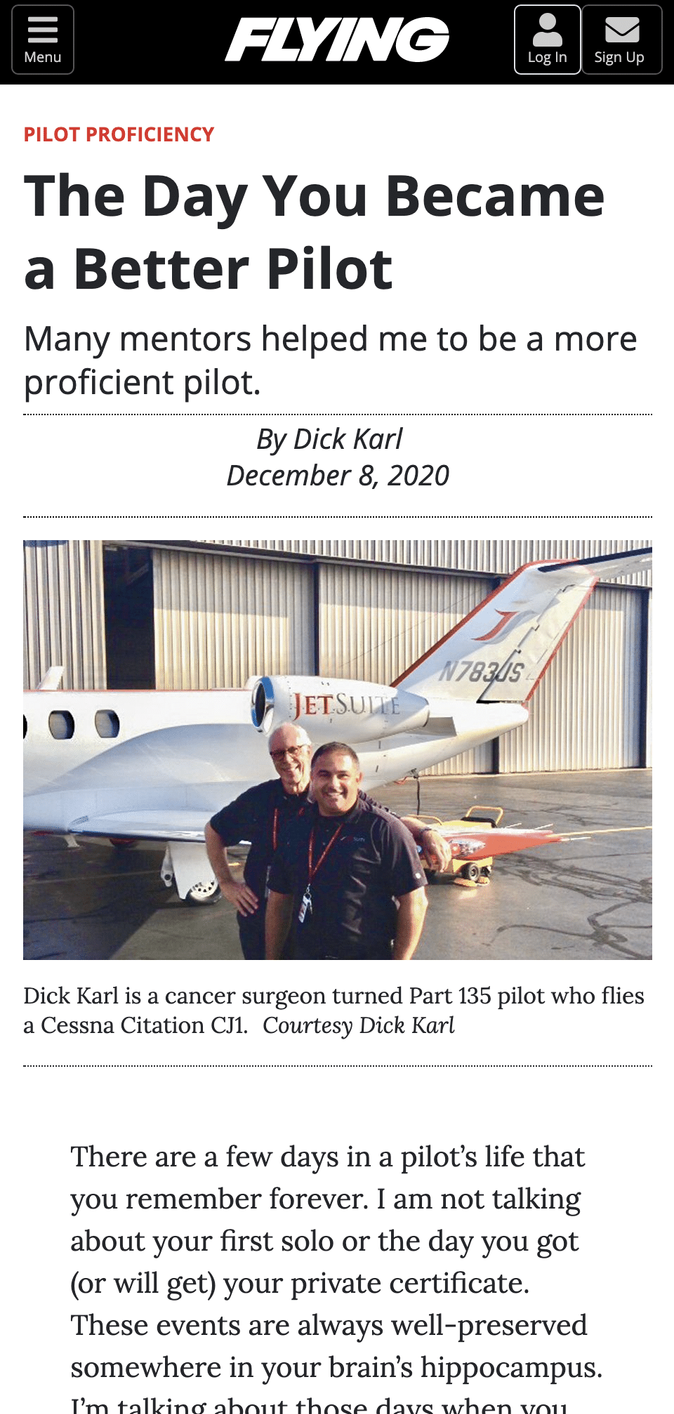 Menu
FLYING
Log In
Sign Up
PILOT PROFICIENCY
The Day You Became
a Better Pilot
Many mentors helped me to be a more
proficient pilot.
By Dick Karl
December 8, 2020
N783JS
JETSUITE
Dick Karl is a cancer surgeon turned Part 135 pilot who flies
a Cessna Citation CJ1. Courtesy Dick Karl
There are a few days in a pilot’s life that
you remember forever. I am not talking
about your first solo or the day you got
(or will get) your private certificate.
These events are always well-preserved
somewhere in your brain’s hippocampus.
I’m talking about those days when you